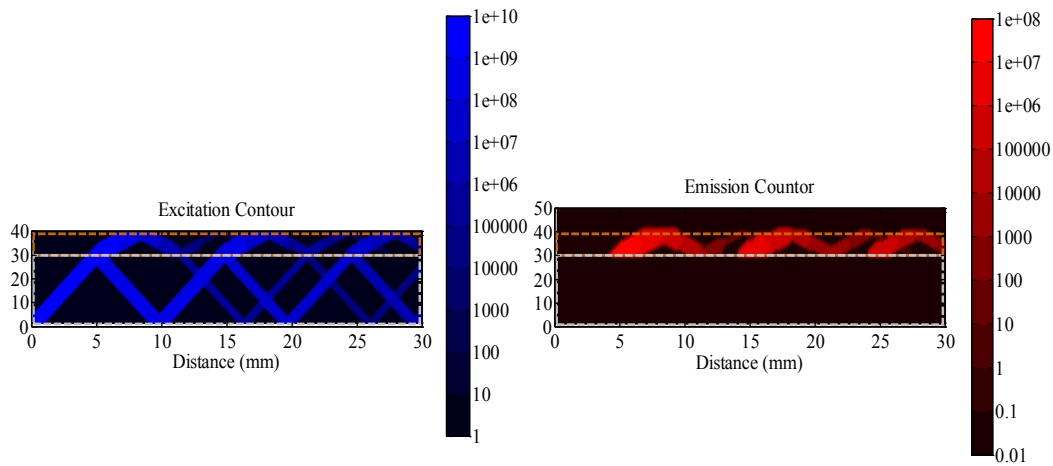 Excitation Contour
40
30
20
10
0
0 5 10 15 20 25 30
Distance (mm)
1e+10
1e+09
1e+08
1e+07
1e+06
100000
10000
1000
100
10
1
Emission Countor
50
40
30
20
10
0
0 5 10 15 20 25 30
Distance (mm)
1e+08
1e+07
1e+06
100000
10000
1000
100
10
1
0.1
0.01